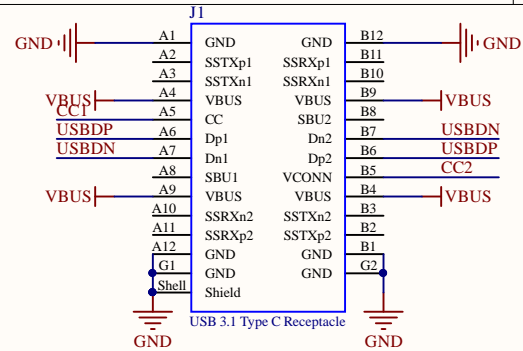 J1
GND A1 GND GND B12 GND
A2 SSTXp1 SSRXp1 B11
A3 SSTXn1 SSRXn1 B10
VBUS A4 VBUS VBUS B9 VBUS
CC1 A5 CC SBU2 B8
USBDP A6 Dp1 Dn2 B7 USBDN
USBDN A7 Dn1 Dp2 B6 USBDP
A8 SBU1 VCONN B5 CC2
VBUS A9 VBUS VBUS B4 VBUS
A10 SSRXn2 SSTXn2 B3
A11 SSRXp2 SSTXp2 B2
A12 GND GND B1
G1 GND GND G2
Shell Shield
USB 3.1 Type C Receptacle
GND GND